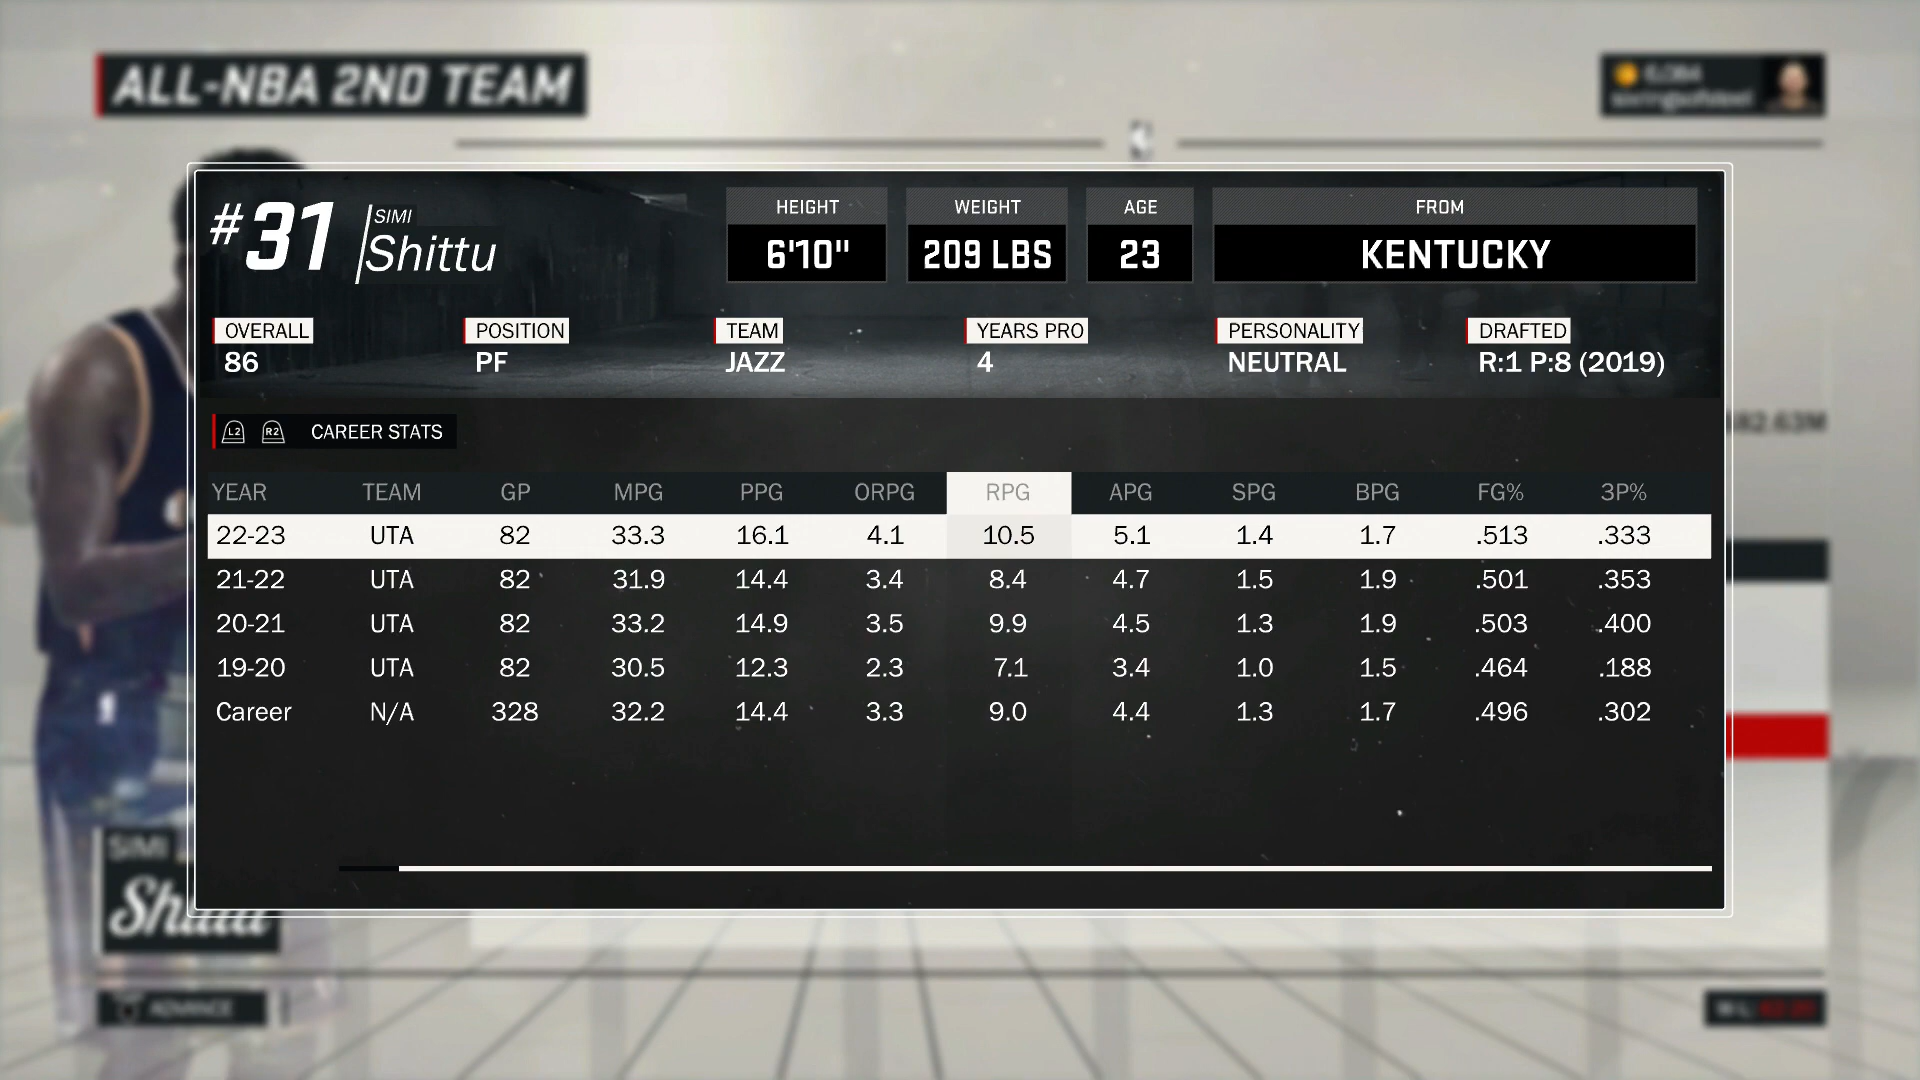 ALL-NBA 2ND TEAM
#31 SIMI Shittu
HEIGHT WEIGHT AGE FROM
6'10" 209 LBS 23 KENTUCKY
OVERALL POSITION TEAM YEARS PRO PERSONALITY DRAFTED
86 PF JAZZ 4 NEUTRAL R:1 P:8 (2019)
L2 R2 CAREER STATS
YEAR TEAM GP MPG PPG ORPG RPG APG SPG BPG FG% 3P%
22-23 UTA 82 33.3 16.1 4.1 10.5 5.1 1.4 1.7 .513 .333
21-22 UTA 82 31.9 14.4 3.4 8.4 4.7 1.5 1.9 .501 .353
20-21 UTA 82 33.2 14.9 3.5 9.9 4.5 1.3 1.9 .503 .400
19-20 UTA 82 30.5 12.3 2.3 7.1 3.4 1.0 1.5 .464 .188
Career N/A 328 32.2 14.4 3.3 9.0 4.4 1.3 1.7 .496 .302
SIMI
Shittu
ADVANCE